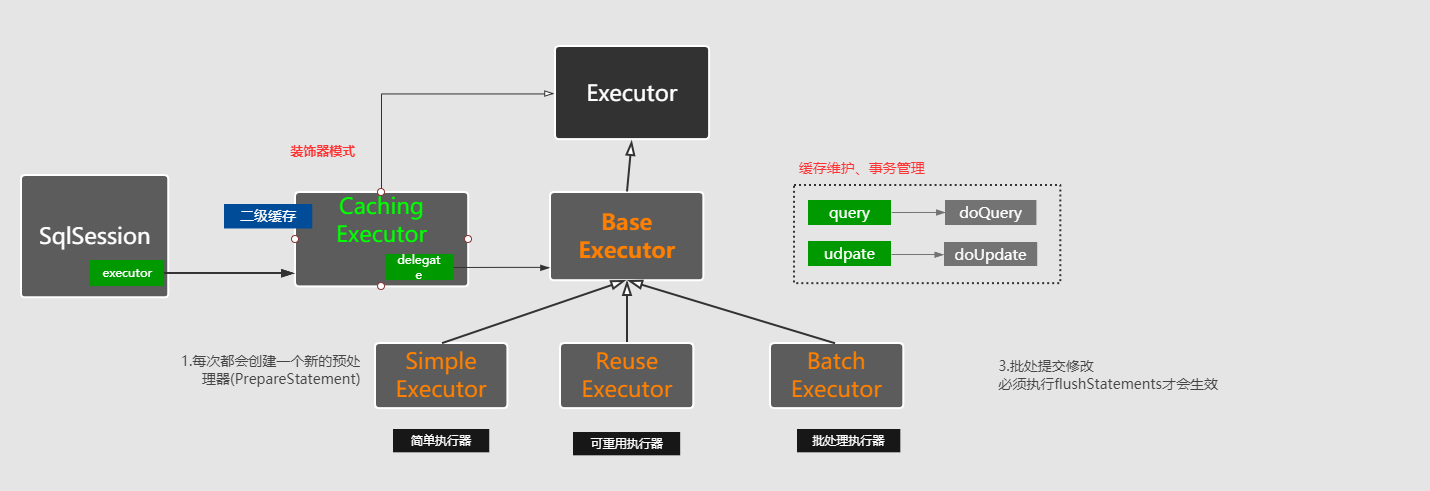 Executor
装饰器模式
缓存维护、事务管理
SqlSession
executor
二级缓存
Caching
Executor
delegat
e
Base
Executor
query
doQuery
udpate
doUpdate
1.每次都会创建一个新的预处
理器(PrepareStatement)
Simple
Executor
Reuse
Executor
Batch
Executor
3.批处提交修改
必须执行flushStatements才会生效
简单执行器
可重用执行器
批处理执行器